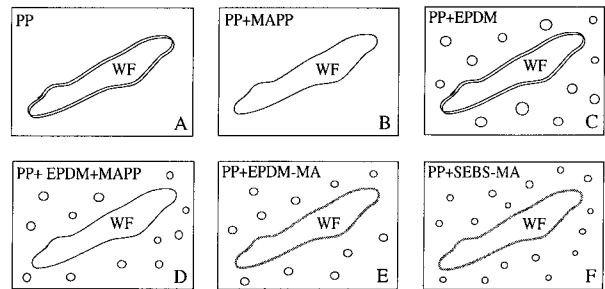 PP
WF
A
PP+MAPP
WF
B
PP+EPDM
WF
C
PP+ EPDM+MAPP
WF
D
PP+EPDM-MA
WF
E
PP+SEBS-MA
WF
F